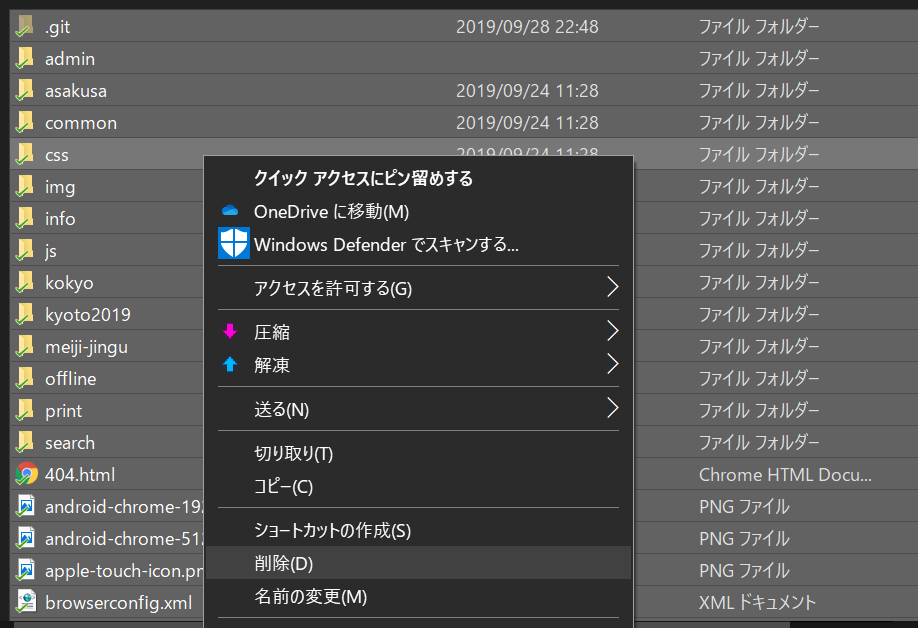 .git 2019/09/28 22:48 ファイル フォルダー
admin ファイル フォルダー
asakusa 2019/09/24 11:28 ファイル フォルダー
common 2019/09/24 11:28 ファイル フォルダー
css 2019/09/24 11:28 ファイル フォルダー
クイック アクセスにピン留めする
img ファイル フォルダー
OneDrive に移動(M)
info ファイル フォルダー
Windows Defender でスキャンする...
js ファイル フォルダー
kokyo ファイル フォルダー
アクセスを許可する(G)
kyoto2019 ファイル フォルダー
圧縮
meiji-jingu ファイル フォルダー
解凍
offline ファイル フォルダー
print ファイル フォルダー
送る(N)
search ファイル フォルダー
切り取り(T)
404.html Chrome HTML Docu...
コピー(C)
android-chrome-19 PNG ファイル
ショートカットの作成(S)
android-chrome-51 PNG ファイル
削除(D)
apple-touch-icon.pn PNG ファイル
名前の変更(M)
browserconfig.xml XML ドキュメント